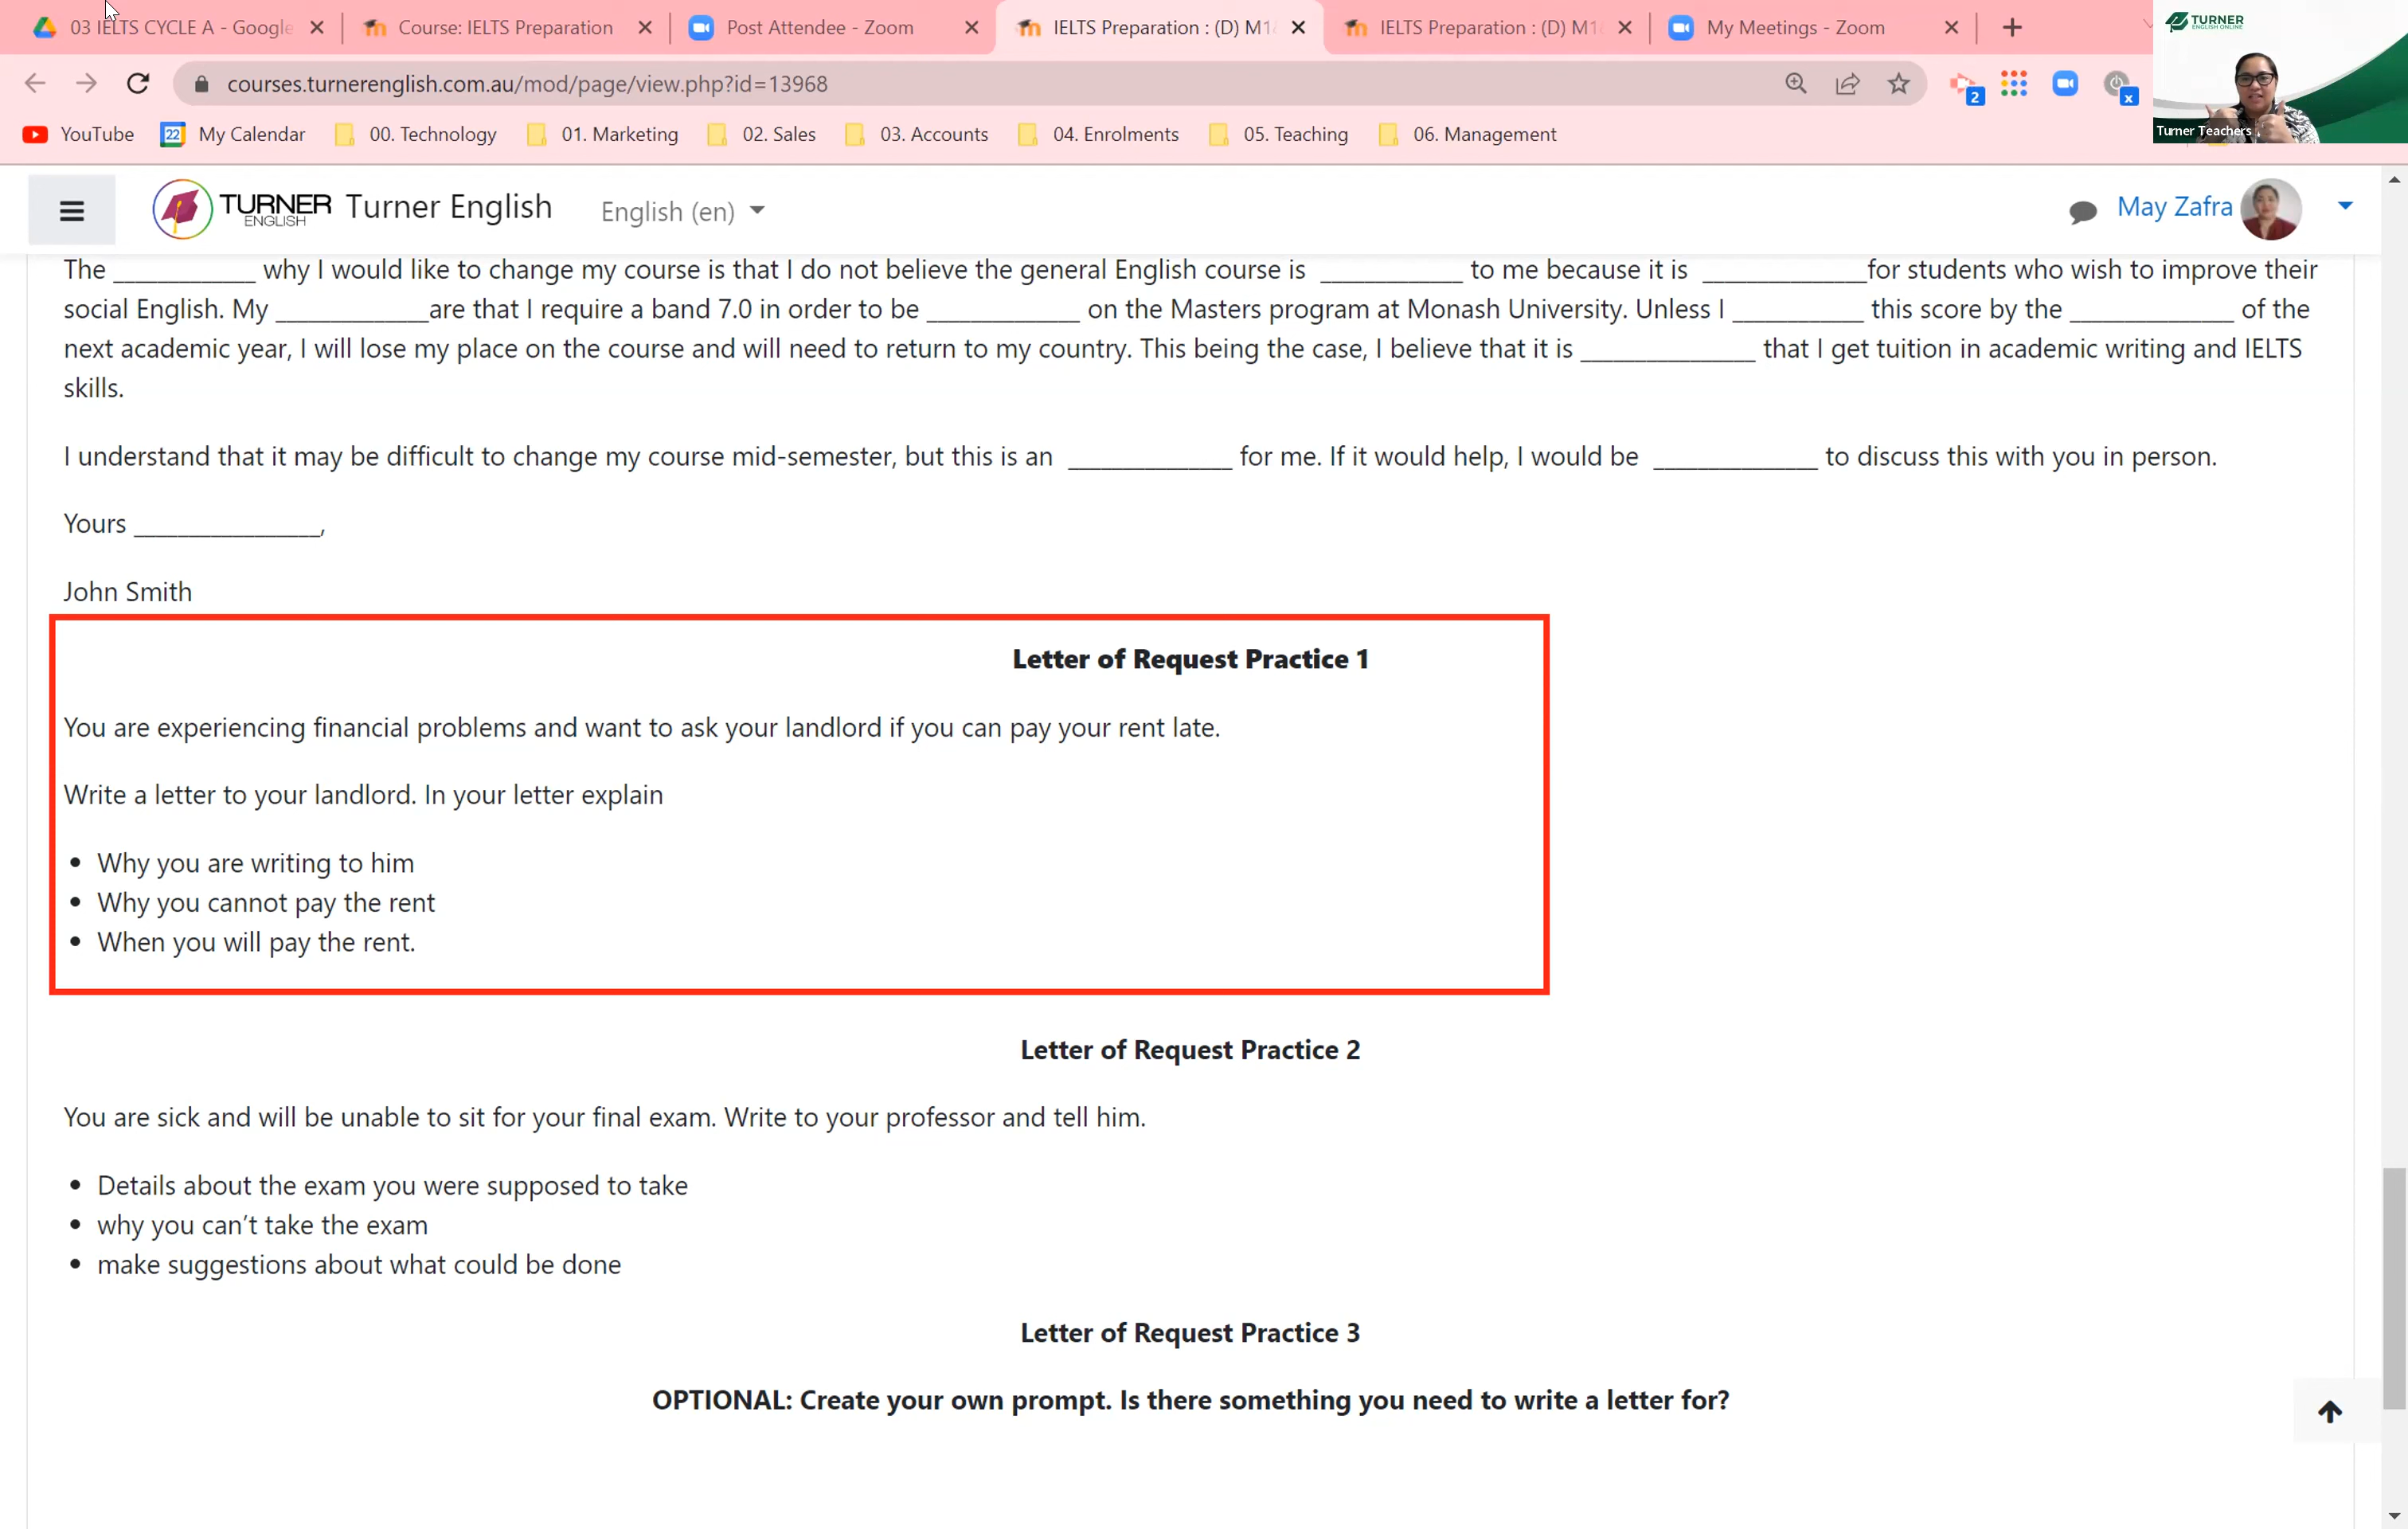 03 IELTS CYCLE A - Google
Course: IELTS Preparation
Post Attendee - Zoom
IELTS Preparation : (D) M1
IELTS Preparation : (D) M1
My Meetings - Zoom
courses.turnerenglish.com.au/mod/page/view.php?id=13968
2
x
YouTube
22
My Calendar
00. Technology
01. Marketing
02. Sales
03. Accounts
04. Enrolments
05. Teaching
06. Management
TURNER
ENGLISH ONLINE
Turner Teachers
TURNER
ENGLISH
Turner English
English (en)
May Zafra
The _____________ why I would like to change my course is that I do not believe the general English course is _____________ to me because it is _______________for students who wish to improve their
social English. My ______________are that I require a band 7.0 in order to be ______________ on the Masters program at Monash University. Unless I ____________ this score by the _______________ of the
next academic year, I will lose my place on the course and will need to return to my country. This being the case, I believe that it is ________________ that I get tuition in academic writing and IELTS
skills.
I understand that it may be difficult to change my course mid-semester, but this is an _______________ for me. If it would help, I would be _______________ to discuss this with you in person.
Yours _________________,
John Smith
Letter of Request Practice 1
You are experiencing financial problems and want to ask your landlord if you can pay your rent late.
Write a letter to your landlord. In your letter explain
• Why you are writing to him
• Why you cannot pay the rent
• When you will pay the rent.
Letter of Request Practice 2
You are sick and will be unable to sit for your final exam. Write to your professor and tell him.
• Details about the exam you were supposed to take
• why you can’t take the exam
• make suggestions about what could be done
Letter of Request Practice 3
OPTIONAL: Create your own prompt. Is there something you need to write a letter for?